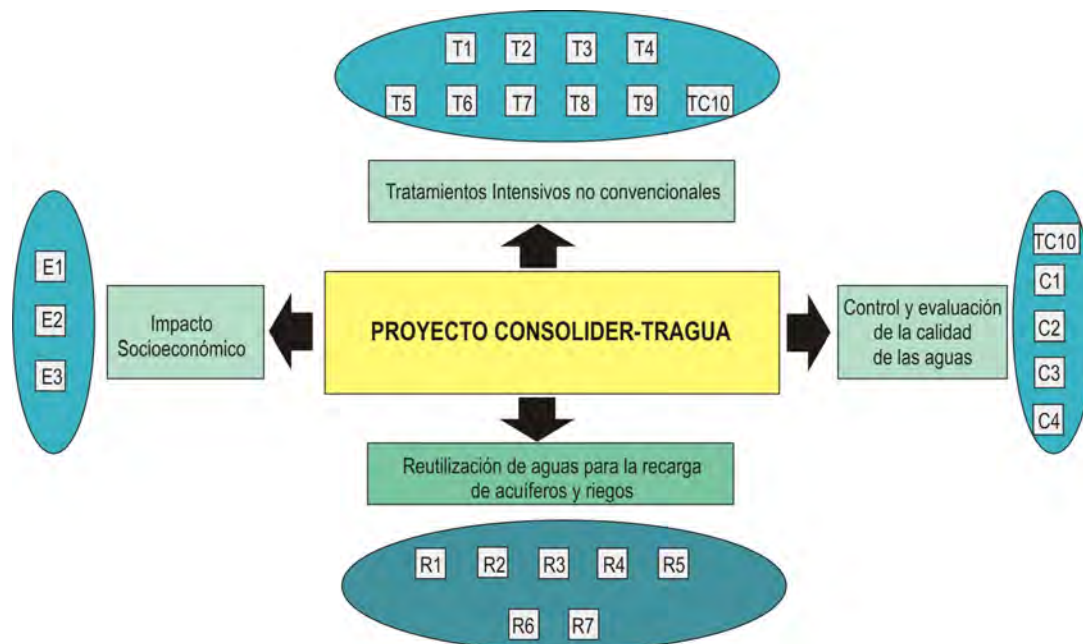 T1 T2 T3 T4
T5 T6 T7 T8 T9 TC10
Tratamientos Intensivos no convencionales
E1
E2
E3
Impacto
Socioeconómico
PROYECTO CONSOLIDER-TRAGUA
Control y evaluación
de la calidad
de las aguas
TC10
C1
C2
C3
C4
Reutilización de aguas para la recarga
de acuíferos y riegos
R1 R2 R3 R4 R5
R6 R7